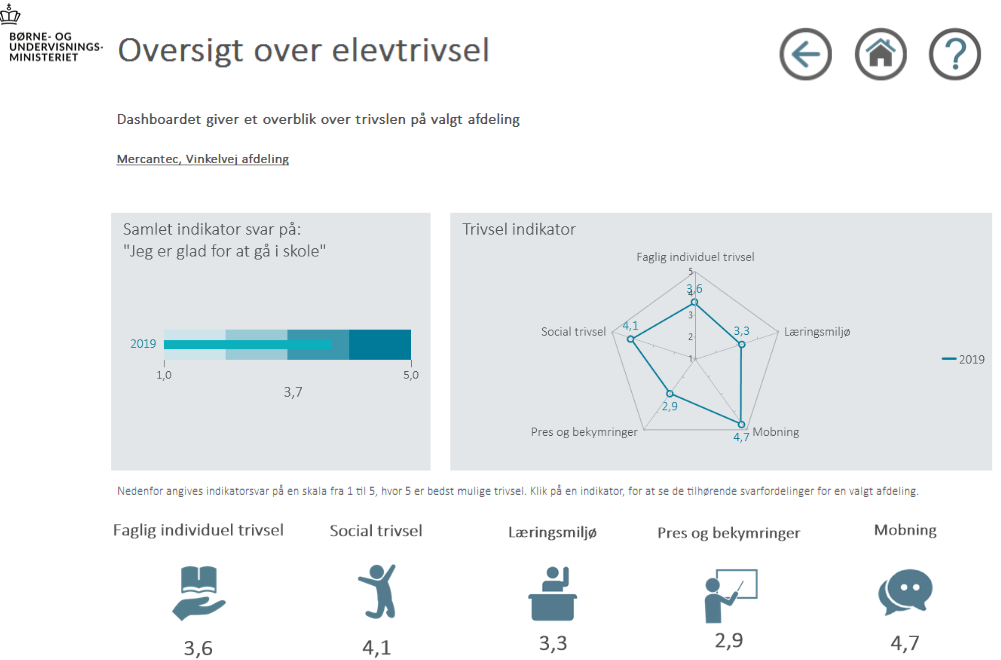 BØRNE- OG
UNDERVISNINGS-
MINISTERIET
Oversigt over elevtrivsel
?
Dashboardet giver et overblik over trivslen på valgt afdeling
Mercantec, Vinkelvej afdeling
Samlet indikator svar på:
"Jeg er glad for at gå i skole"
2019
1,0
5,0
3,7
Trivsel indikator
Faglig individuel trivsel
5
3,6
4
Social trivsel
4,1
3
3,3
Læringsmiljø
2
1
2019
2,9
Pres og bekymringer
4,7
Mobning
Nedenfor angives indikatorsvar på en skala fra 1 til 5, hvor 5 er bedst mulige trivsel. Klik på en indikator, for at se de tilhørende svarfordelinger for en valgt afdeling.
Faglig individuel trivsel
Social trivsel
Læringsmiljø
Pres og bekymringer
Mobning
3,6
4,1
3,3
2,9
4,7